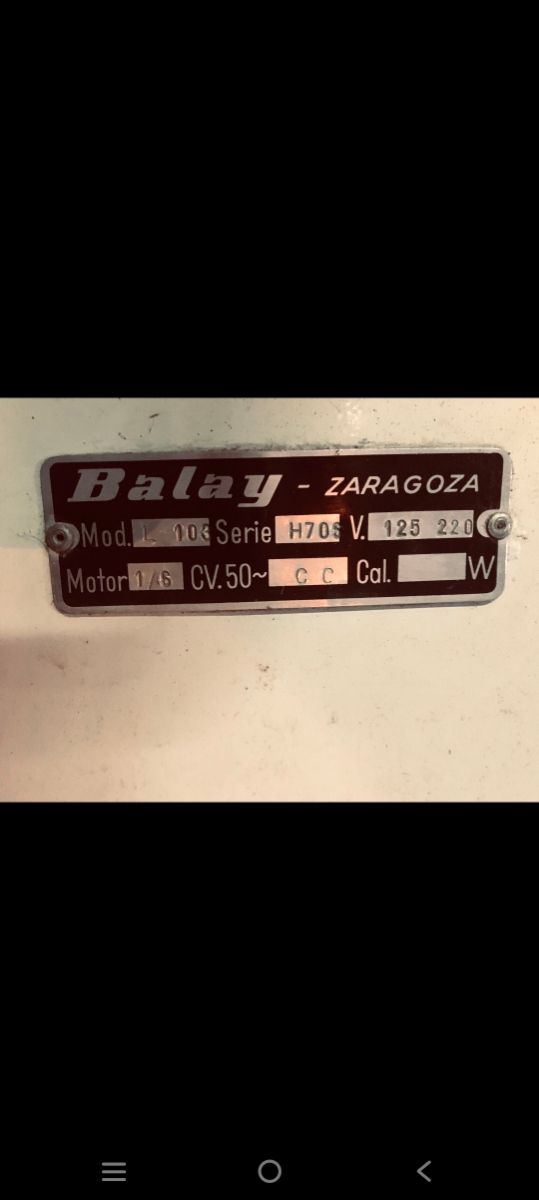 Balay - ZARAGOZA
Mod. L 103 Serie H70S V. 125 220
Motor 1/6 CV. 50~ C C Cal. W